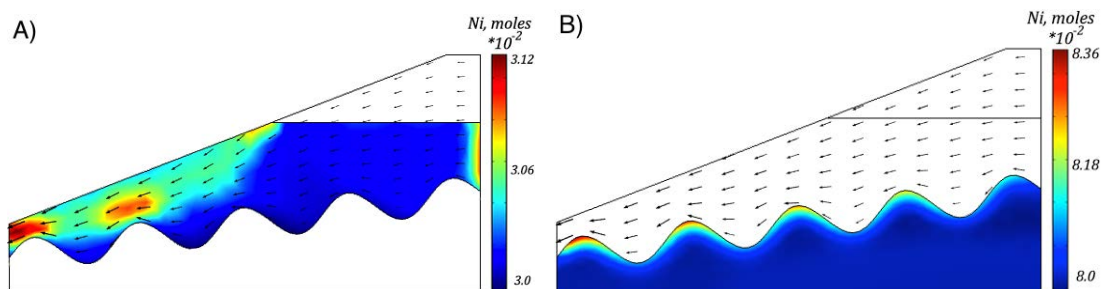 A)
Ni, moles
*10⁻²
3.12
3.06
3.0
B)
Ni, moles
*10⁻²
8.36
8.18
8.0